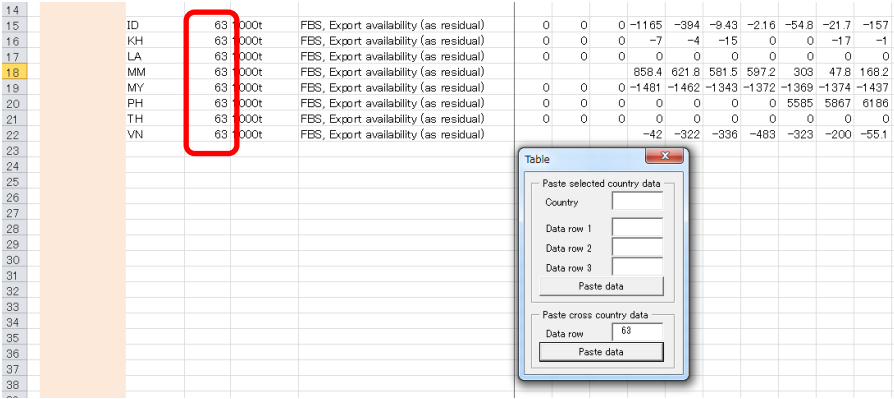 14
15 ID 63 1000t FBS, Export availability (as residual) 0 0 0 -1165 -394 -9.43 -2.16 -54.8 -21.7 -157
16 KH 63 1000t FBS, Export availability (as residual) 0 0 0 -7 -4 -15 0 0 -17 -1
17 LA 63 1000t FBS, Export availability (as residual) 0 0 0 0 0 0 0 0 0 0
18 MM 63 1000t FBS, Export availability (as residual) 858.4 621.8 581.5 597.2 303 47.8 168.2
19 MY 63 1000t FBS, Export availability (as residual) 0 0 0 -1481 -1462 -1343 -1372 -1369 -1374 -1437
20 PH 63 1000t FBS, Export availability (as residual) 0 0 0 0 0 0 0 5585 5867 6186
21 TH 63 1000t FBS, Export availability (as residual) 0 0 0 0 0 0 0 0 0 0
22 VN 63 1000t FBS, Export availability (as residual) -42 -322 -336 -483 -323 -200 -55.1
23
24
25
26
27
28
29
30
31
32
33
34
35
36
37
38
Table
Paste selected country data
Country
Data row 1
Data row 2
Data row 3
Paste data
Paste cross country data
Data row 63
Paste data